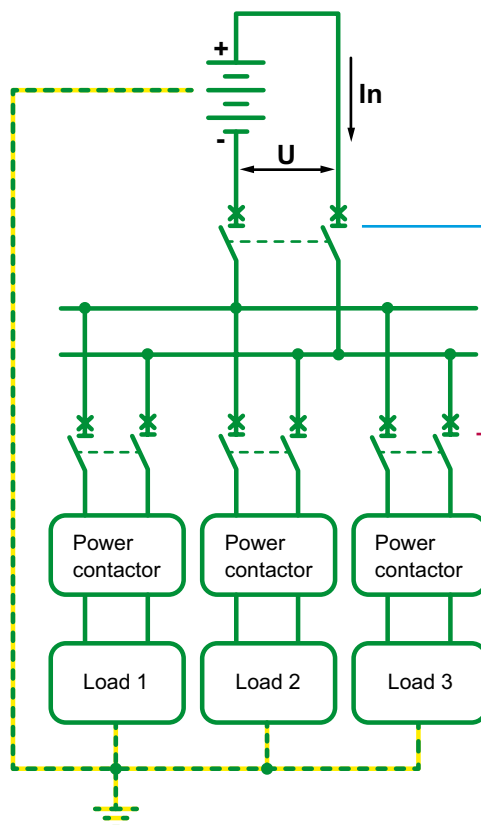 +
In
-
U
Power
contactor
Power
contactor
Power
contactor
Load 1
Load 2
Load 3